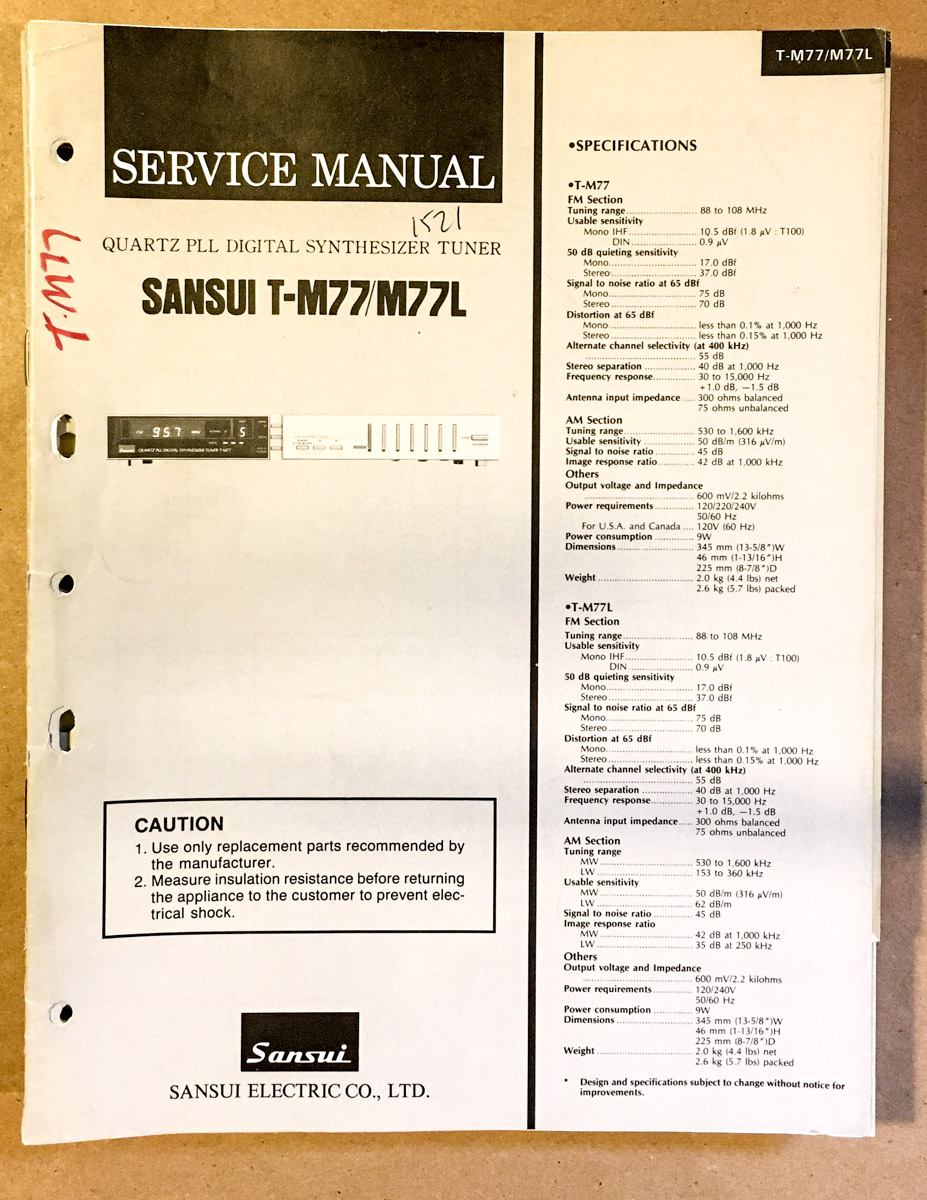 T-M77/M77L
SERVICE MANUAL
1521
QUARTZ PLL DIGITAL SYNTHESIZER TUNER
SANSUI T-M77/M77L
T-M77
FM 957 MHz 5
Sansui QUARTZ PLL DIGITAL SYNTHESIZER TUNER T-M77
CAUTION
1. Use only replacement parts recommended by
the manufacturer.
2. Measure insulation resistance before returning
the appliance to the customer to prevent elec-
trical shock.
Sansui
SANSUI ELECTRIC CO., LTD.
•SPECIFICATIONS
•T-M77
FM Section
Tuning range.................... 88 to 108 MHz
Usable sensitivity
Mono IHF.................... 10.5 dBf (1.8 µV : T100)
DIN .................... 0.9 µV
50 dB quieting sensitivity
Mono.................... 17.0 dBf
Stereo.................... 37.0 dBf
Signal to noise ratio at 65 dBf
Mono.................... 75 dB
Stereo.................... 70 dB
Distortion at 65 dBf
Mono.................... less than 0.1% at 1,000 Hz
Stereo.................... less than 0.15% at 1,000 Hz
Alternate channel selectivity (at 400 kHz)
.................... 55 dB
Stereo separation .................... 40 dB at 1,000 Hz
Frequency response............ 30 to 15,000 Hz
+1.0 dB, −1.5 dB
Antenna input impedance..... 300 ohms balanced
75 ohms unbalanced
AM Section
Tuning range.................... 530 to 1,600 kHz
Usable sensitivity .................... 50 dB/m (316 µV/m)
Signal to noise ratio ............ 45 dB
Image response ratio ............ 42 dB at 1,000 kHz
Others
Output voltage and Impedance
.................... 600 mV/2.2 kilohms
Power requirements ............ 120/220/240V
50/60 Hz
For U.S.A. and Canada .... 120V (60 Hz)
Power consumption ............ 9W
Dimensions .................... 345 mm (13-5/8")W
46 mm (1-13/16")H
225 mm (8-7/8")D
Weight .................... 2.0 kg (4.4 lbs) net
2.6 kg (5.7 lbs) packed
•T-M77L
FM Section
Tuning range.................... 88 to 108 MHz
Usable sensitivity
Mono IHF.................... 10.5 dBf (1.8 µV : T100)
DIN .................... 0.9 µV
50 dB quieting sensitivity
Mono.................... 17.0 dBf
Stereo.................... 37.0 dBf
Signal to noise ratio at 65 dBf
Mono.................... 75 dB
Stereo.................... 70 dB
Distortion at 65 dBf
Mono.................... less than 0.1% at 1,000 Hz
Stereo.................... less than 0.15% at 1,000 Hz
Alternate channel selectivity (at 400 kHz)
.................... 55 dB
Stereo separation .................... 40 dB at 1,000 Hz
Frequency response............ 30 to 15,000 Hz
+1.0 dB, −1.5 dB
Antenna input impedance..... 300 ohms balanced
75 ohms unbalanced
AM Section
Tuning range
MW.................... 530 to 1,600 kHz
LW.................... 153 to 360 kHz
Usable sensitivity
MW.................... 50 dB/m (316 µV/m)
LW.................... 62 dB/m
Signal to noise ratio ............ 45 dB
Image response ratio
MW.................... 42 dB at 1,000 kHz
LW.................... 35 dB at 250 kHz
Others
Output voltage and Impedance
.................... 600 mV/2.2 kilohms
Power requirements ............ 120/240V
50/60 Hz
Power consumption ............ 9W
Dimensions .................... 345 mm (13-5/8")W
46 mm (1-13/16")H
225 mm (8-7/8")D
Weight .................... 2.0 kg (4.4 lbs) net
2.6 kg (5.7 lbs) packed
* Design and specifications subject to change without notice for
improvements.